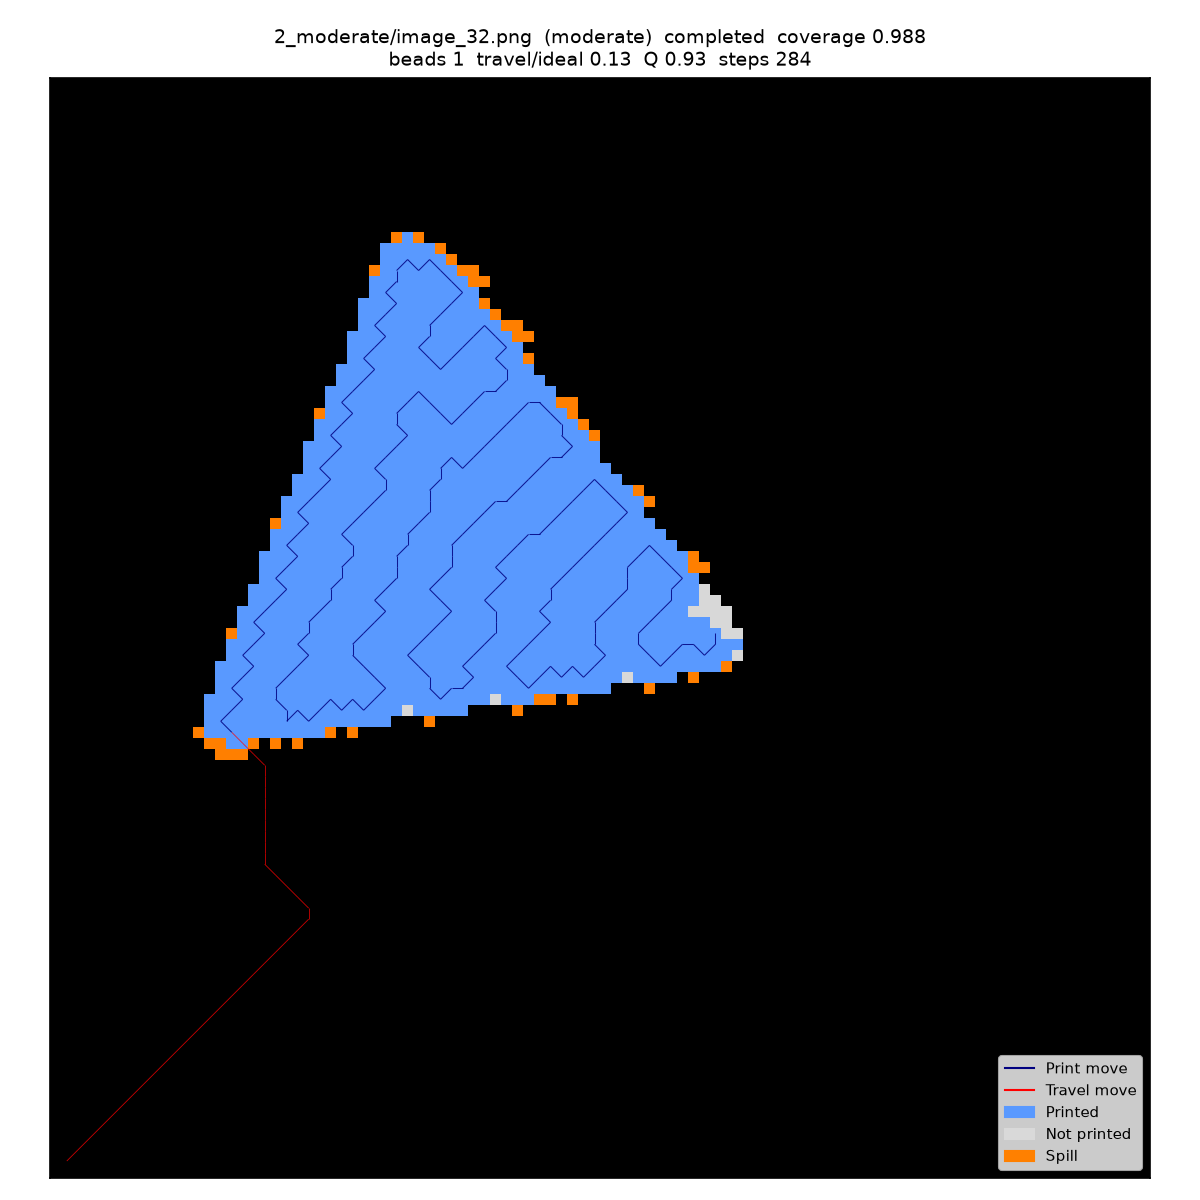 2_moderate/image_32.png  (moderate)  completed  coverage 0.988
beads 1  travel/ideal 0.13  Q 0.93  steps 284
Print move
Travel move
Printed
Not printed
Spill